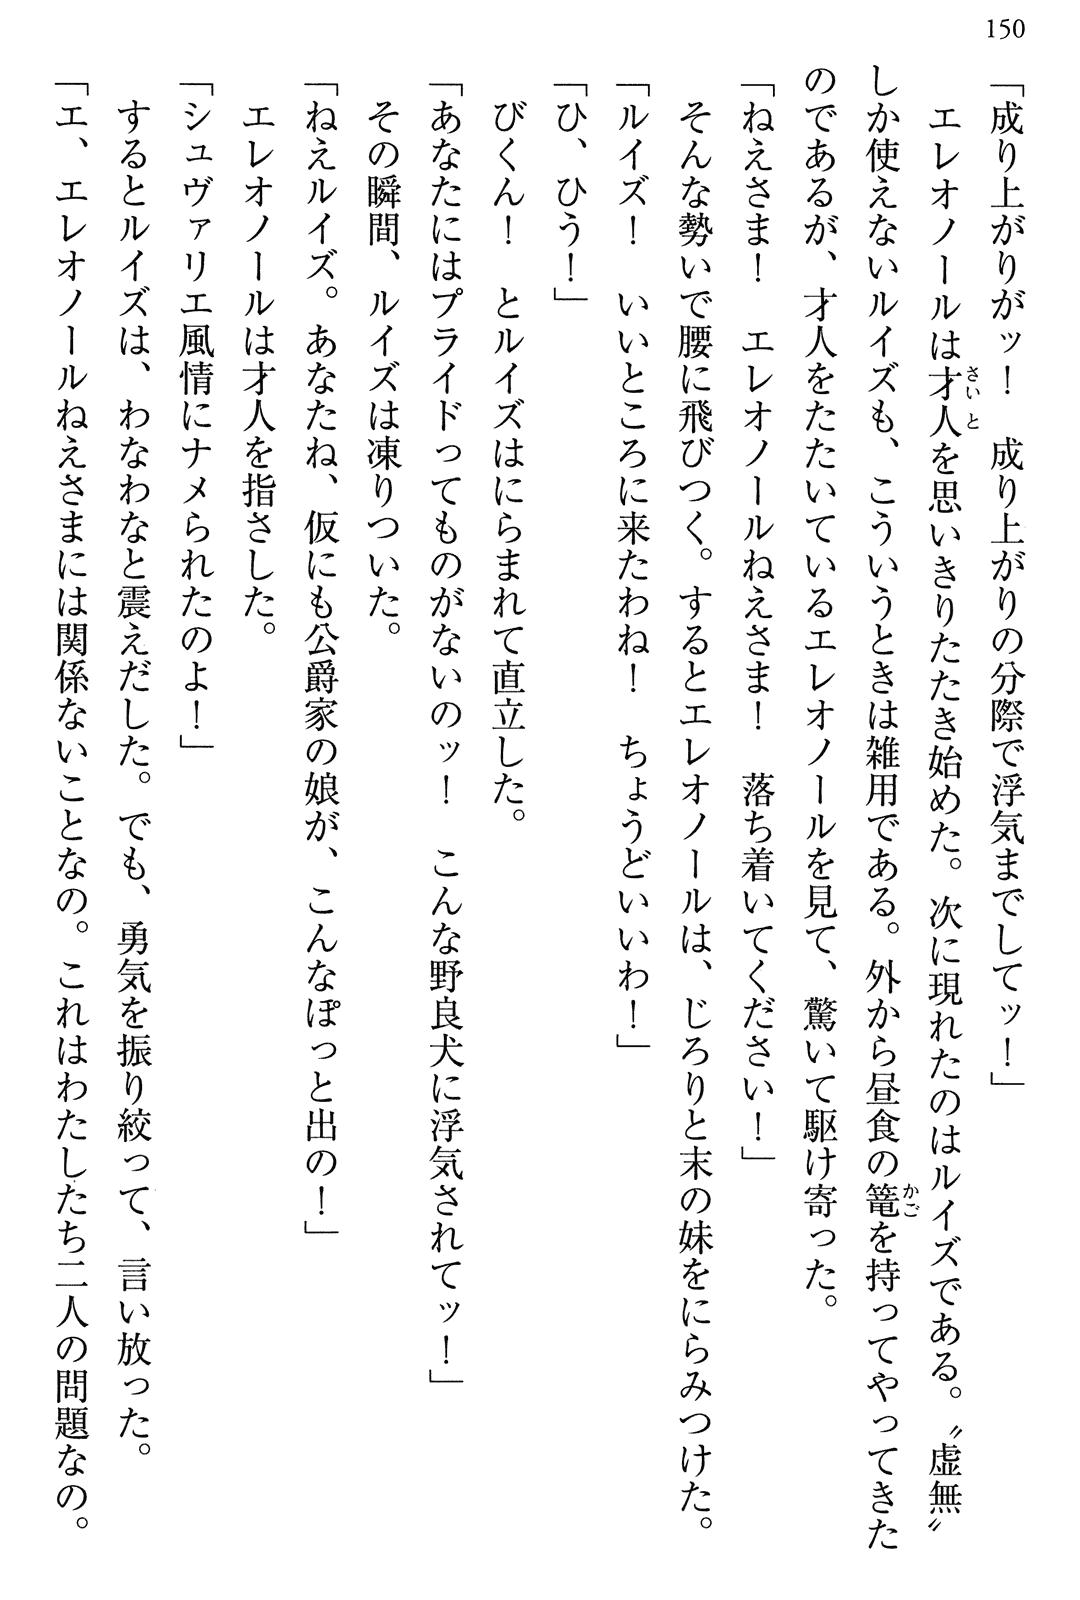 150
「成り上がりがッ！　成り上がりの分際で浮気までしてッ！」
　エレオノールは才人を思いきりたたき始めた。次に現れたのはルイズである。〝虚無〟
さいと
しか使えないルイズも、こういうときは雑用である。外から昼食の篭を持ってやってきた
かご
のであるが、才人をたたいているエレオノールを見て、驚いて駆け寄った。
「ねえさま！　エレオノールねえさま！　落ち着いてください！」
　そんな勢いで腰に飛びつく。するとエレオノールは、じろりと末の妹をにらみつけた。
「ルイズ！　いいところに来たわね！　ちょうどいいわ！」
「ひ、ひう！」
　びくん！　とルイズはにらまれて直立した。
「あなたにはプライドってものがないのッ！　こんな野良犬に浮気されてッ！」
　その瞬間、ルイズは凍りついた。
「ねえルイズ。あなたね、仮にも公爵家の娘が、こんなぽっと出の！」
　エレオノールは才人を指さした。
「シュヴァリエ風情にナメられたのよ！」
　するとルイズは、わなわなと震えだした。でも、勇気を振り絞って、言い放った。
「エ、エレオノールねえさまには関係ないことなの。これはわたしたち二人の問題なの。